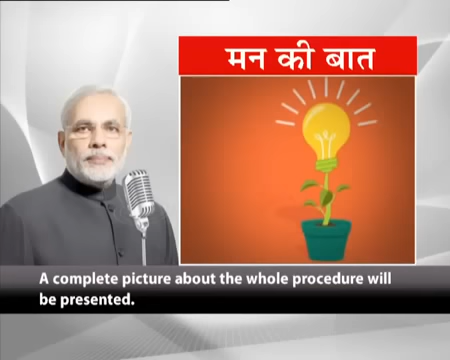 मन की बात
A complete picture about the whole procedure will
be presented.